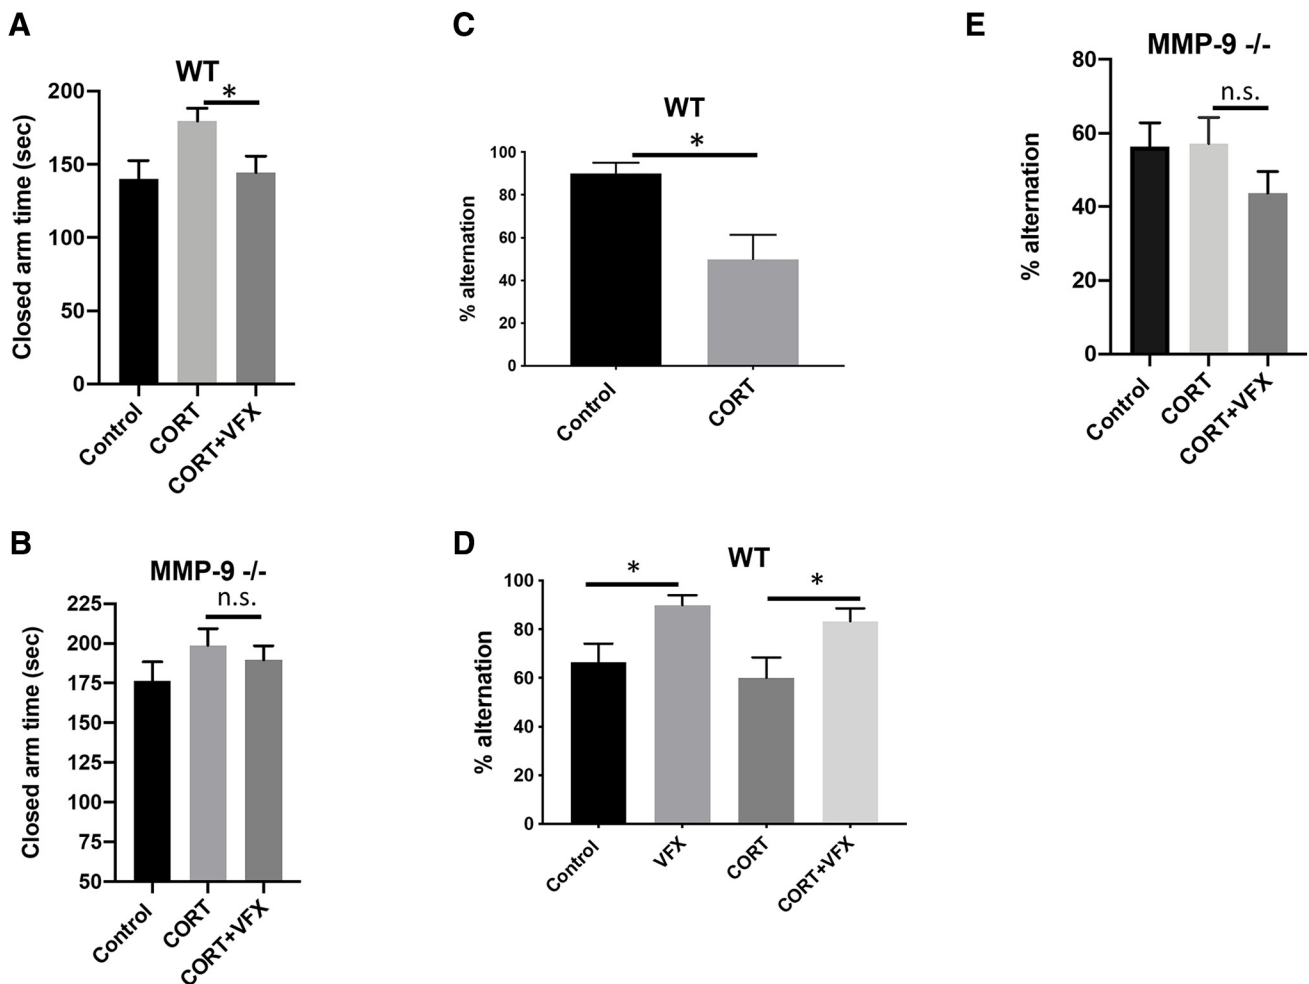 A
WT
*
Closed arm time (sec)
200
150
100
50
0
Control
CORT
CORT+VFX
B
MMP-9 -/-
n.s.
Closed arm time (sec)
225
200
175
150
125
100
75
50
Control
CORT
CORT+VFX
C
WT
*
% alternation
100
80
60
40
20
0
Control
CORT
D
WT
*
*
% alternation
100
80
60
40
20
0
Control
VFX
CORT
CORT+VFX
E
MMP-9 -/-
n.s.
% alternation
80
60
40
20
0
Control
CORT
CORT+VFX